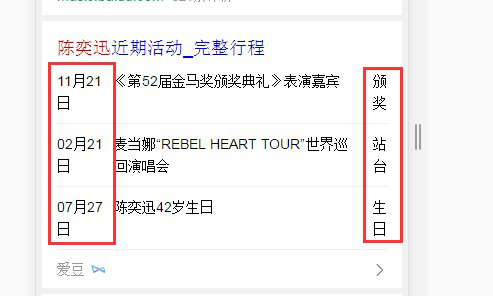 陈奕迅近期活动_完整行程
11月21日 《第52届金马奖颁奖典礼》表演嘉宾 颁奖
02月21日 麦当娜“REBEL HEART TOUR”世界巡回演唱会 站台
07月27日 陈奕迅42岁生日 生日
爱豆